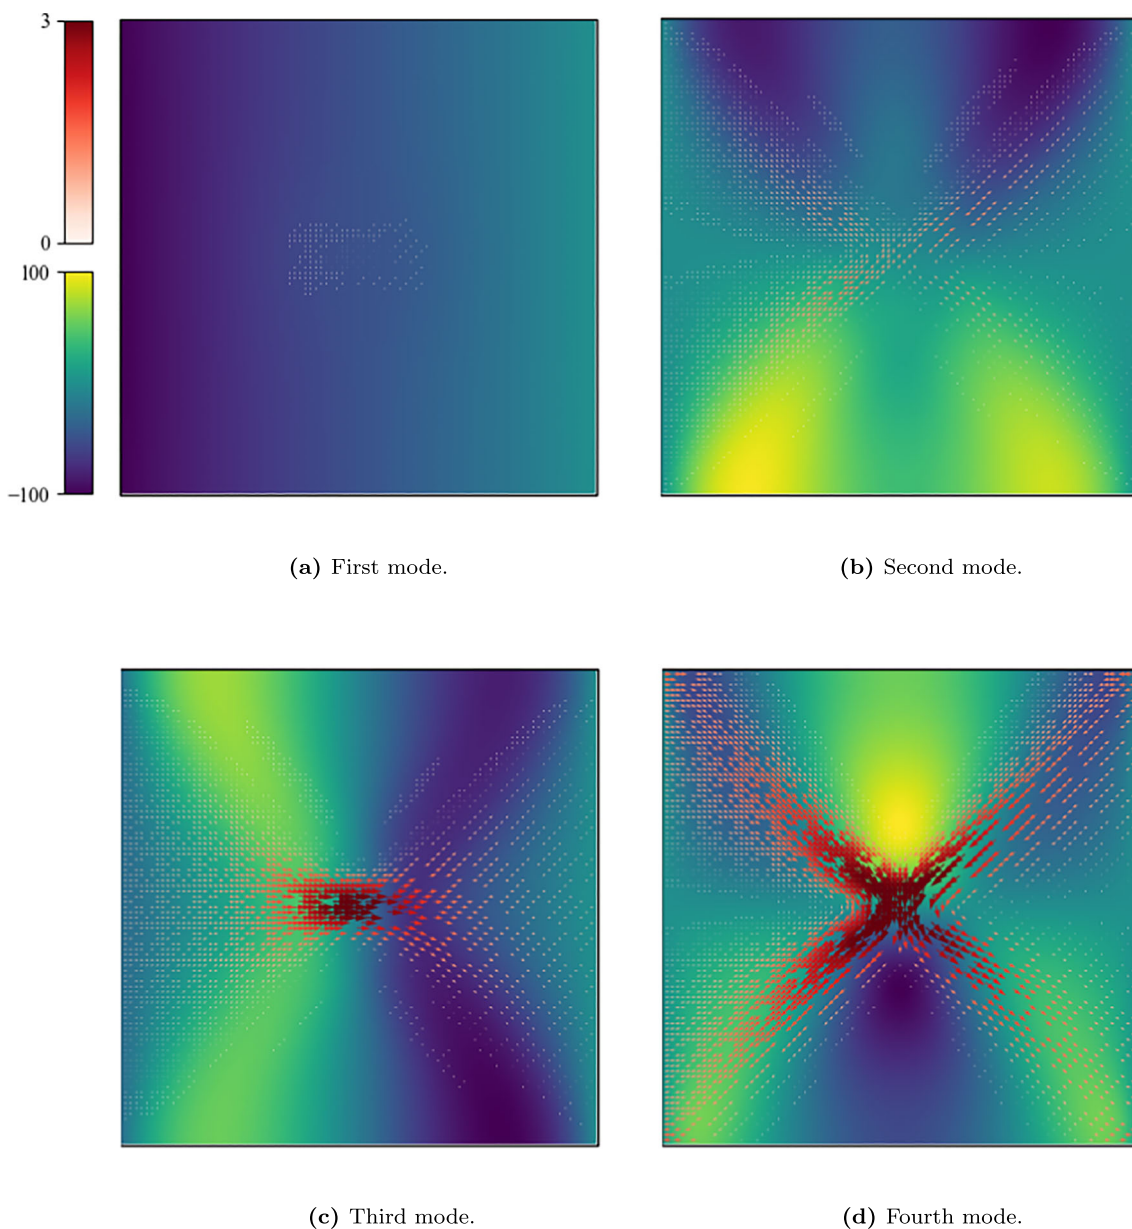 3
0
100
−100
(a) First mode.
(b) Second mode.
(c) Third mode.
(d) Fourth mode.